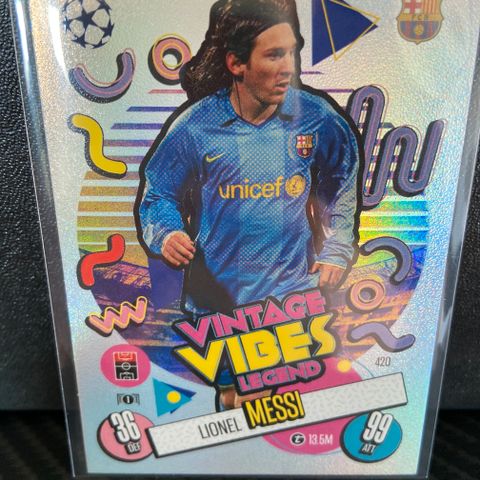 unicef
VINTAGE
VIBES
LEGEND
420
LIONEL MESSI
36
DEF
13.5M
99
ATT